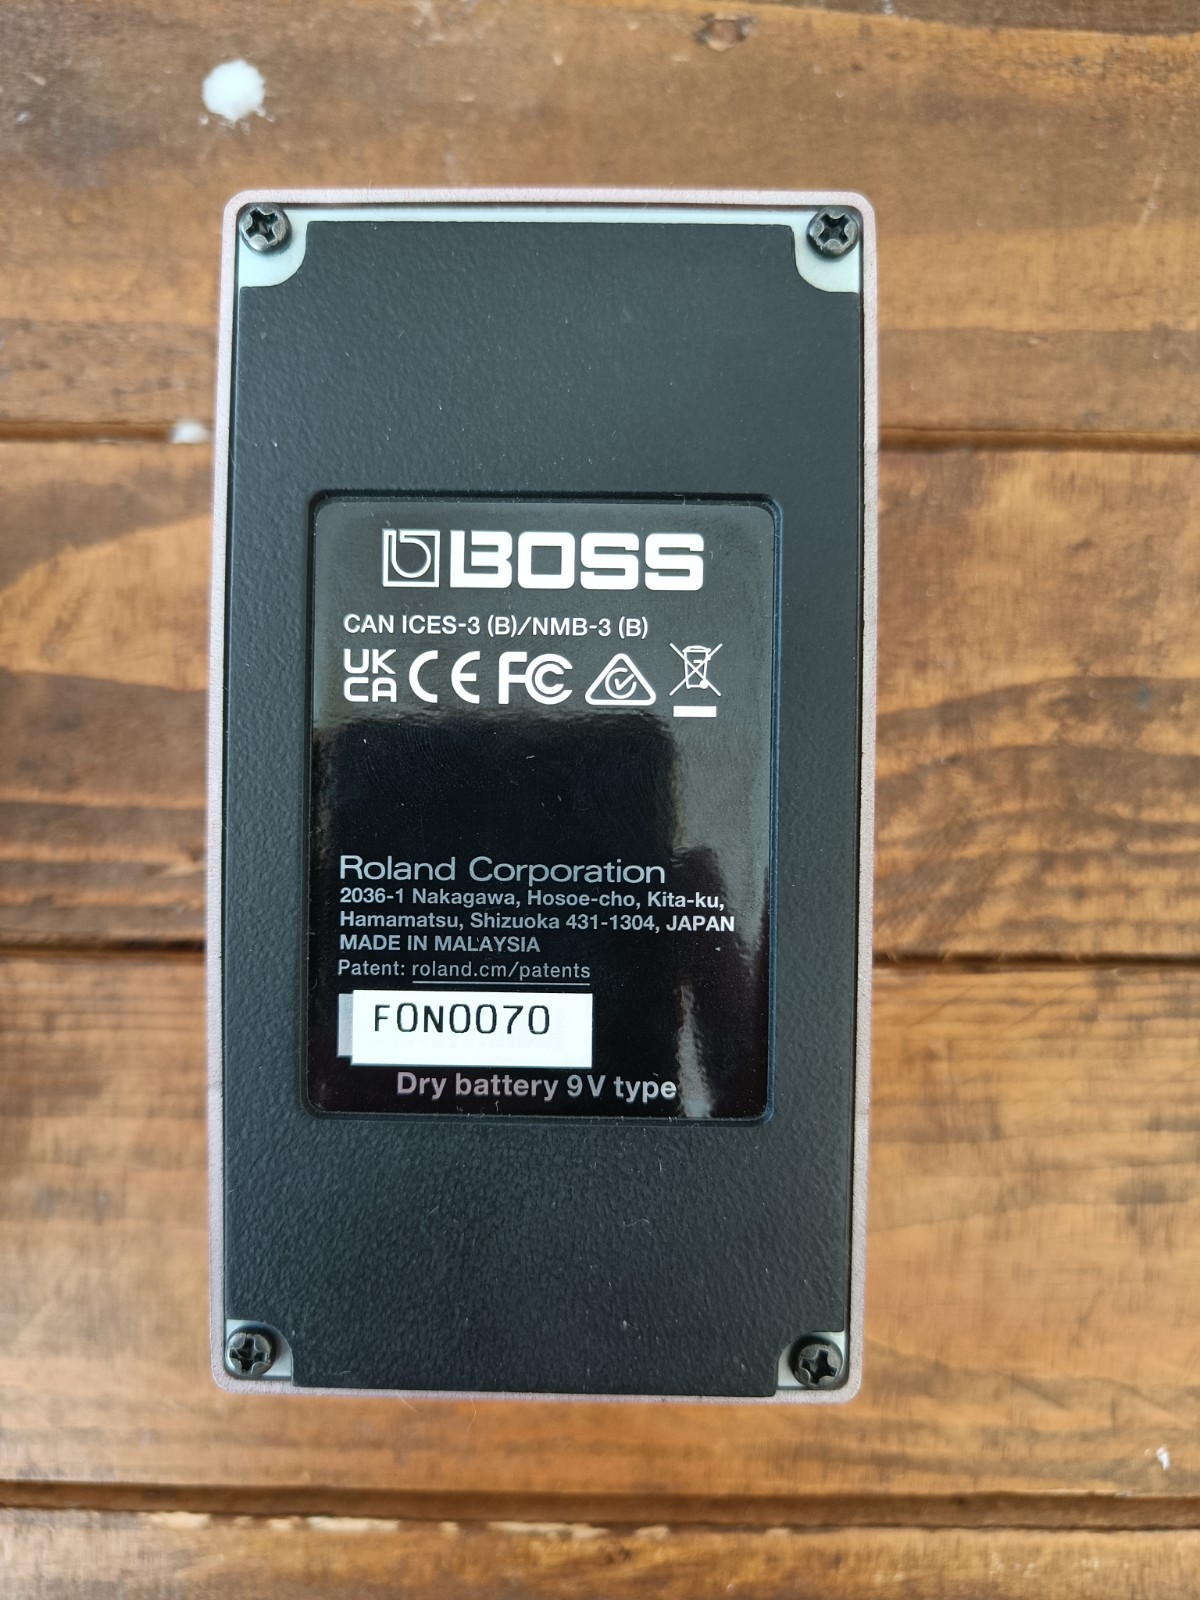 BOSS
CAN ICES-3 (B)/NMB-3 (B)
UK
CA CE FC
Roland Corporation
2036-1 Nakagawa, Hosoe-cho, Kita-ku,
Hamamatsu, Shizuoka 431-1304, JAPAN
MADE IN MALAYSIA
Patent: roland.cm/patents
F0N0070
Dry battery 9V type